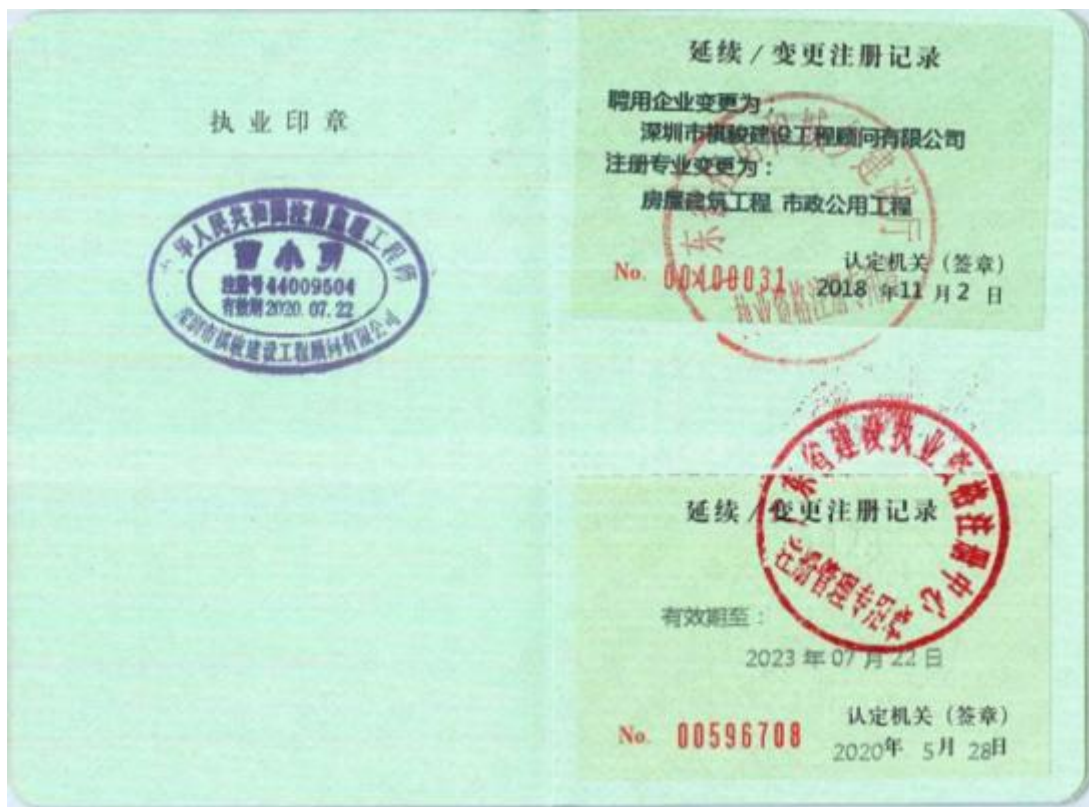 执业印章
中华人民共和国注册监理工程师
注册号44009504
有效期2020.07.22
深圳市祺骏建设工程顾问有限公司
延续/变更注册记录
聘用企业变更为：
深圳市祺骏建设工程顾问有限公司
注册专业变更为：
房屋建筑工程 市政公用工程
认定机关（签章）
No. 00400031 2018 年11 月 2 日
广东省建设执业资格注册中心
注册管理专用章
延续/变更注册记录
有效期至：
2023 年 07 月 22 日
认定机关（签章）
No. 00596708 2020年 5月 28日